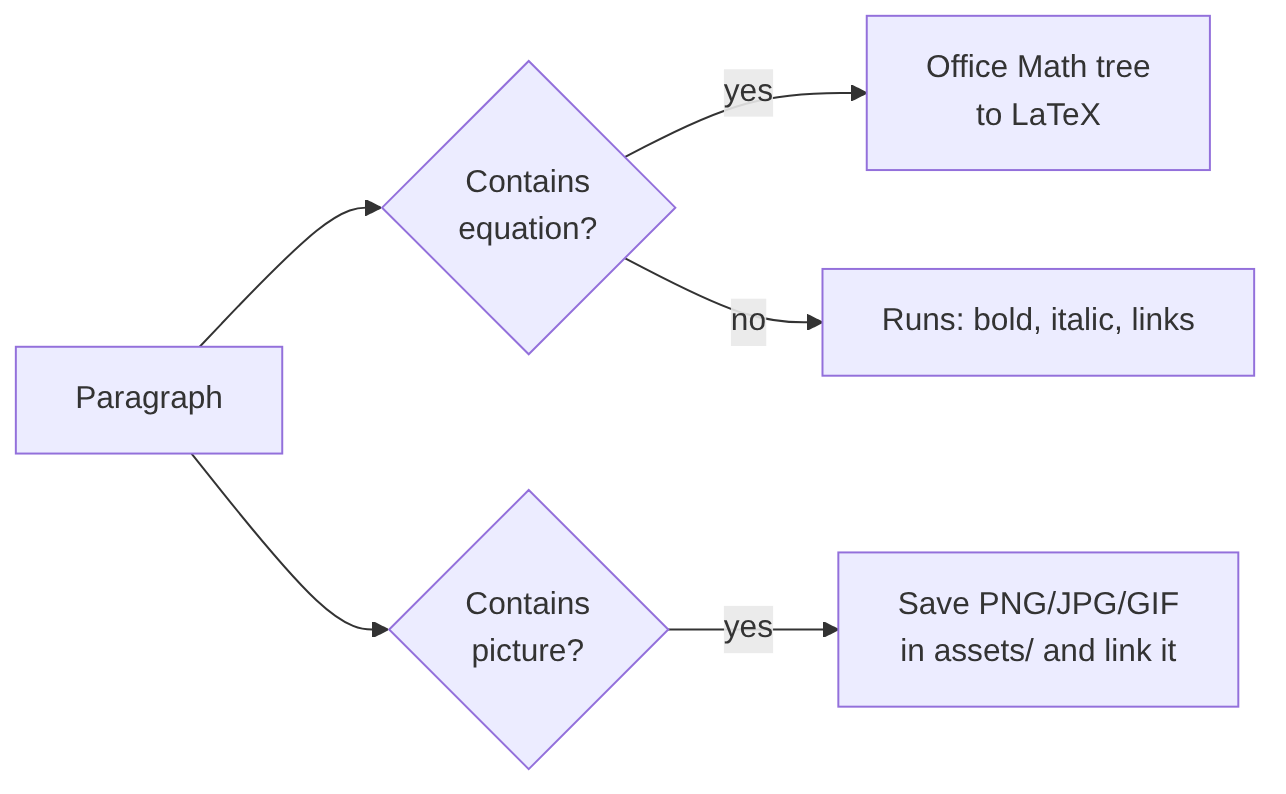 Paragraph
Contains
equation?
yes
Office Math tree
to LaTeX
no
Runs: bold, italic, links
Contains
picture?
yes
Save PNG/JPG/GIF
in assets/ and link it